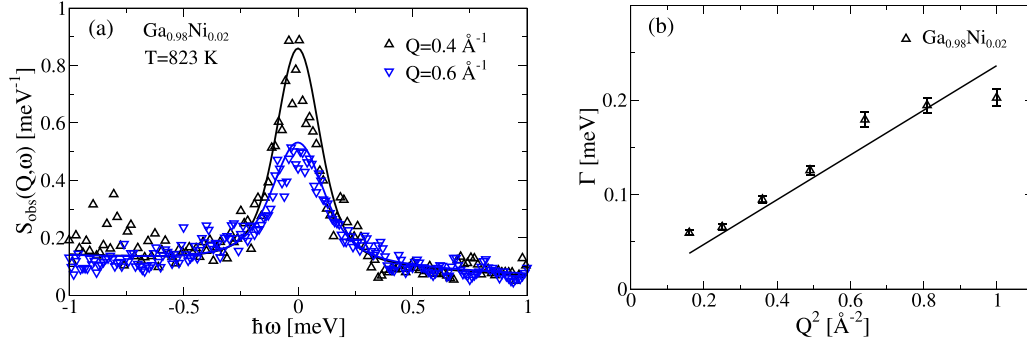 (a)
Ga₀.₉₈Ni₀.₀₂
T=823 K
Q=0.4 Å⁻¹
Q=0.6 Å⁻¹
S_obs(Q,ω) [meV⁻¹]
1
0.8
0.6
0.4
0.2
0
-1 -0.5 0 0.5 1
ħω [meV]
(b)
Ga₀.₉₈Ni₀.₀₂
Γ [meV]
0.2
0.1
0
0 0.2 0.4 0.6 0.8 1
Q² [Å⁻²]